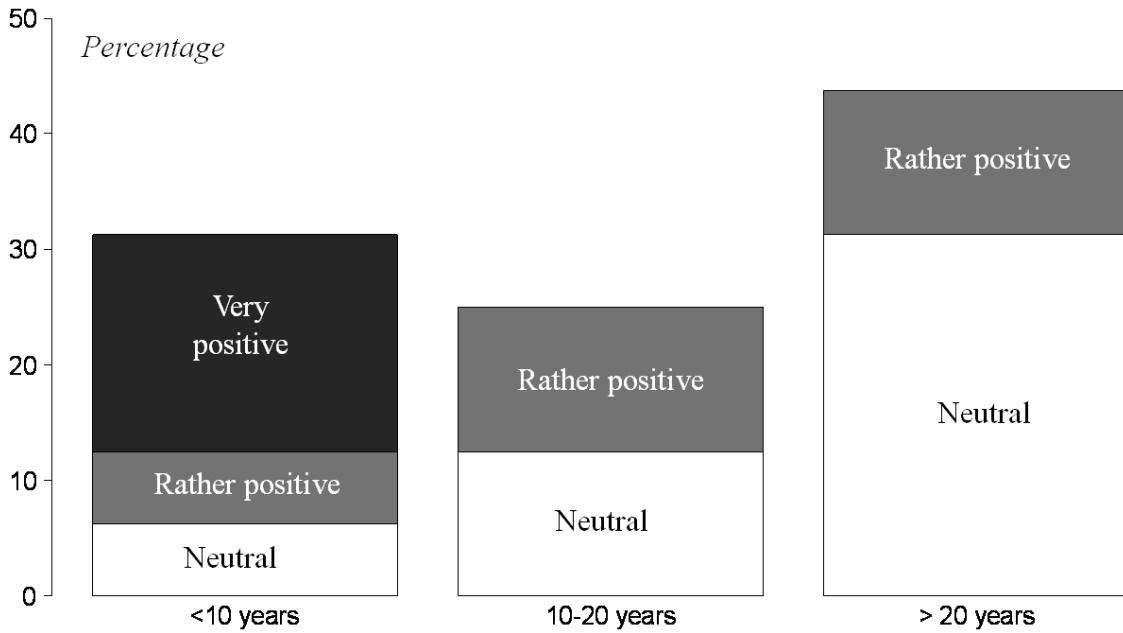 50
Percentage
40
30
20
10
0
Very
positive
Rather positive
Neutral
Rather positive
Neutral
Rather positive
Neutral
<10 years
10-20 years
> 20 years